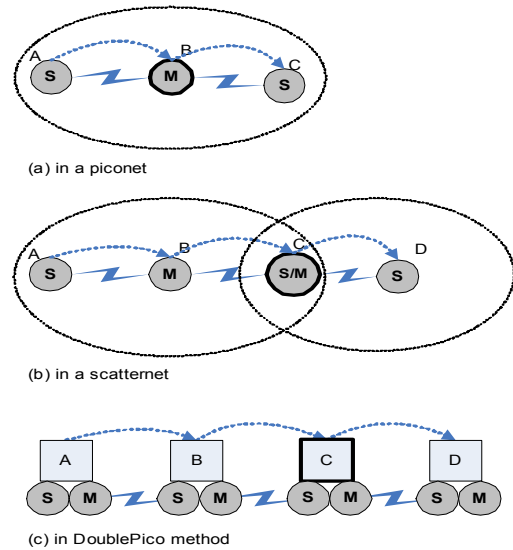 A B C
S M S
(a) in a piconet
A B C D
S M S/M S
(b) in a scatternet
A B C D
S M S M S M S M
(c) in DoublePico method